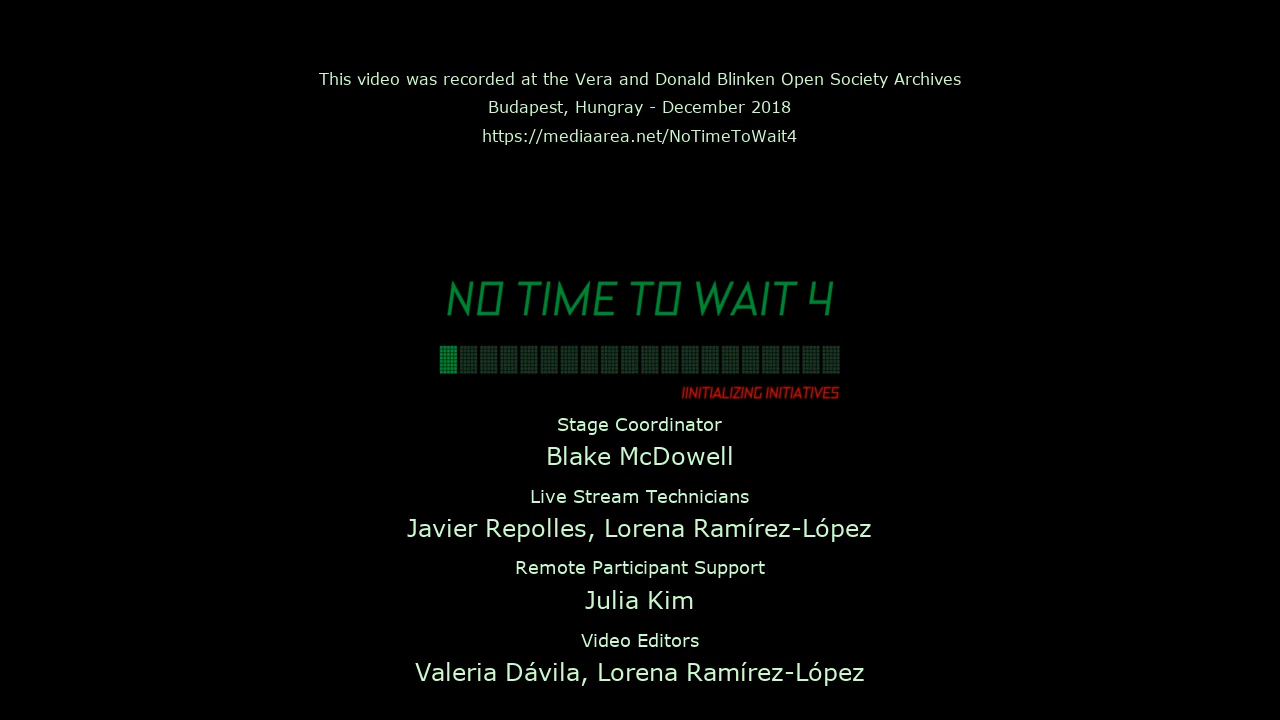 This video was recorded at the Vera and Donald Blinken Open Society Archives
Budapest, Hungray - December 2018
https://mediaarea.net/NoTimeToWait4
NO TIME TO WAIT 4
IINITIALIZING INITIATIVES
Stage Coordinator
Blake McDowell
Live Stream Technicians
Javier Repolles, Lorena Ramírez-López
Remote Participant Support
Julia Kim
Video Editors
Valeria Dávila, Lorena Ramírez-López